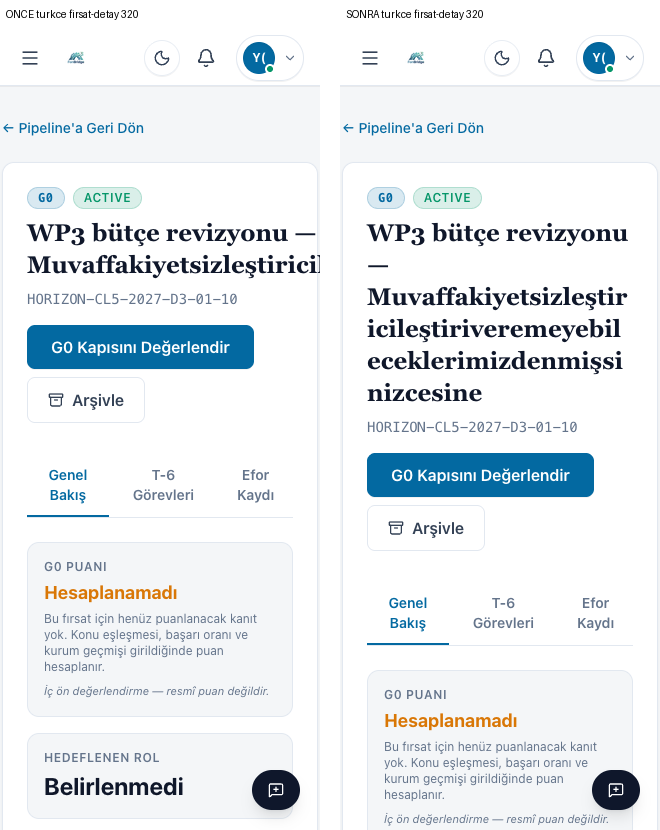 ONCE turkce firsat-detay 320
Y(
← Pipeline'a Geri Dön
G0 ACTIVE
WP3 bütçe revizyonu —
Muvaffakiyetsizleştirici
HORIZON-CL5-2027-D3-01-10
G0 Kapısını Değerlendir
Arşivle
Genel Bakış
T-6 Görevleri
Efor Kaydı
G0 PUANI
Hesaplanamadı
Bu fırsat için henüz puanlanacak kanıt
yok. Konu eşleşmesi, başarı oranı ve
kurum geçmişi girildiğinde puan
hesaplanır.
İç ön değerlendirme — resmî puan değildir.
HEDEFLENEN ROL
Belirlenmedi
SONRA turkce firsat-detay 320
Y(
← Pipeline'a Geri Dön
G0 ACTIVE
WP3 bütçe revizyonu
—
Muvaffakiyetsizleştir
icileştiriveremeyebil
eceklerimizdenmişsi
nizcesine
HORIZON-CL5-2027-D3-01-10
G0 Kapısını Değerlendir
Arşivle
Genel Bakış
T-6 Görevleri
Efor Kaydı
G0 PUANI
Hesaplanamadı
Bu fırsat için henüz puanlanacak kanıt
yok. Konu eşleşmesi, başarı oranı ve
kurum geçmişi girildiğinde puan
hesaplanır.
İç ön değerlendirme — resmî puan değildir.